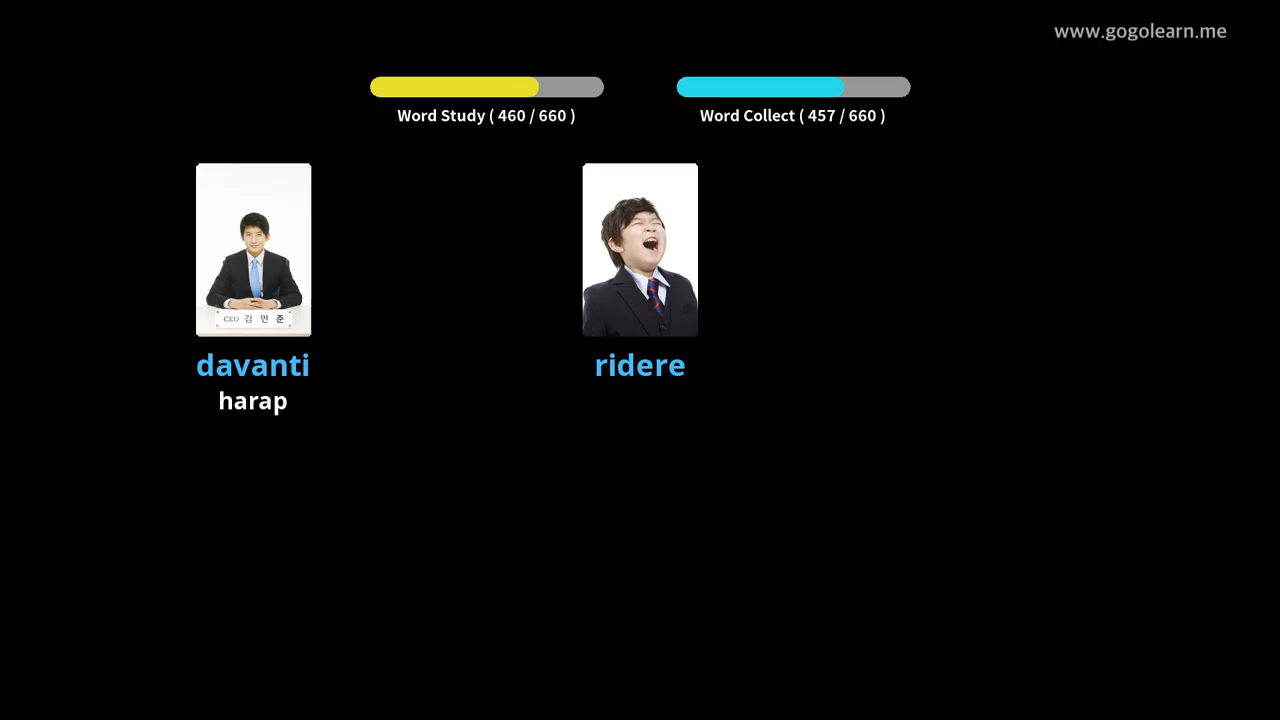 www.gogolearn.me
Word Study ( 460 / 660 )
Word Collect ( 457 / 660 )
CEO 김 민 준
davanti
harap
ridere